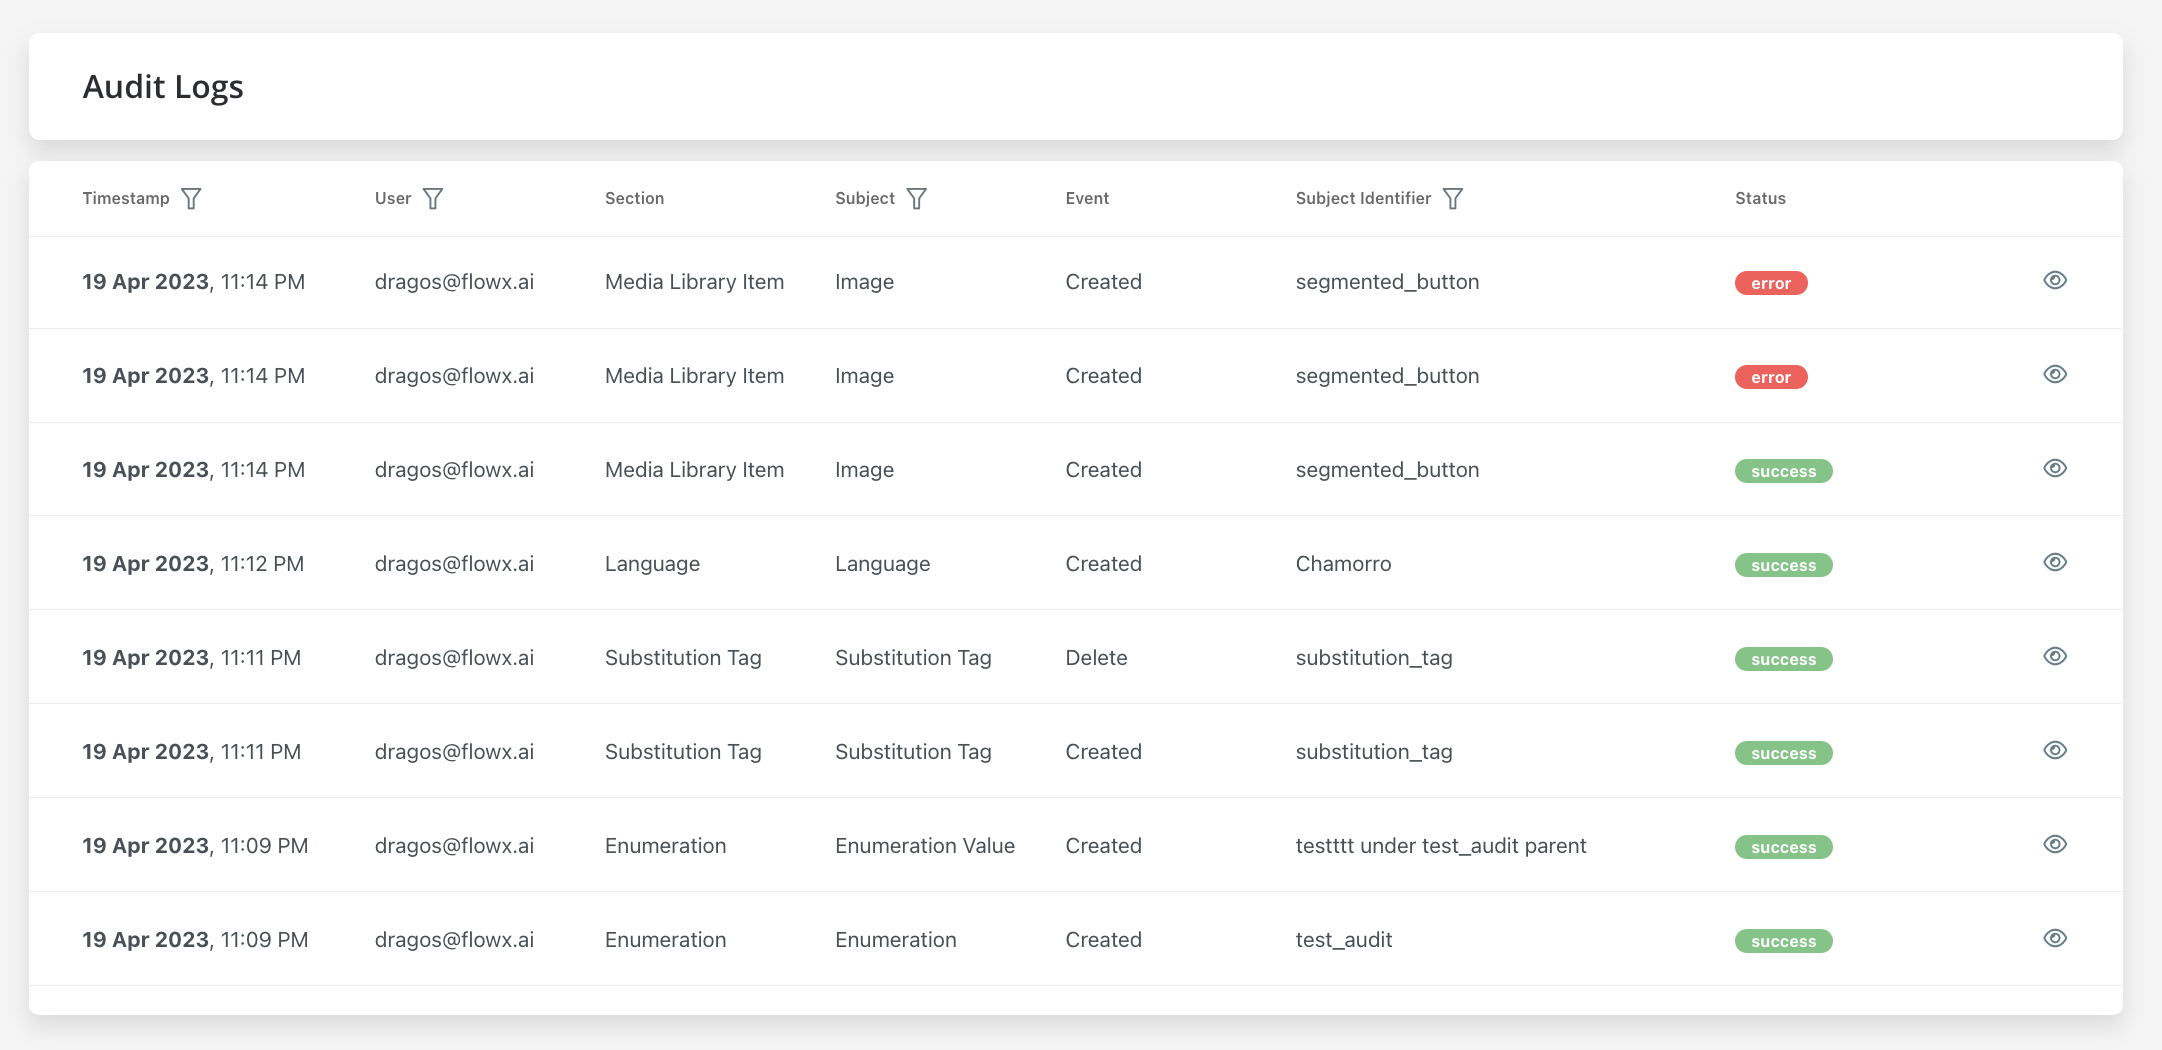 Audit Logs
Timestamp User Section Subject Event Subject Identifier Status
19 Apr 2023, 11:14 PM dragos@flowx.ai Media Library Item Image Created segmented_button error
19 Apr 2023, 11:14 PM dragos@flowx.ai Media Library Item Image Created segmented_button error
19 Apr 2023, 11:14 PM dragos@flowx.ai Media Library Item Image Created segmented_button success
19 Apr 2023, 11:12 PM dragos@flowx.ai Language Language Created Chamorro success
19 Apr 2023, 11:11 PM dragos@flowx.ai Substitution Tag Substitution Tag Delete substitution_tag success
19 Apr 2023, 11:11 PM dragos@flowx.ai Substitution Tag Substitution Tag Created substitution_tag success
19 Apr 2023, 11:09 PM dragos@flowx.ai Enumeration Enumeration Value Created testttt under test_audit parent success
19 Apr 2023, 11:09 PM dragos@flowx.ai Enumeration Enumeration Created test_audit success